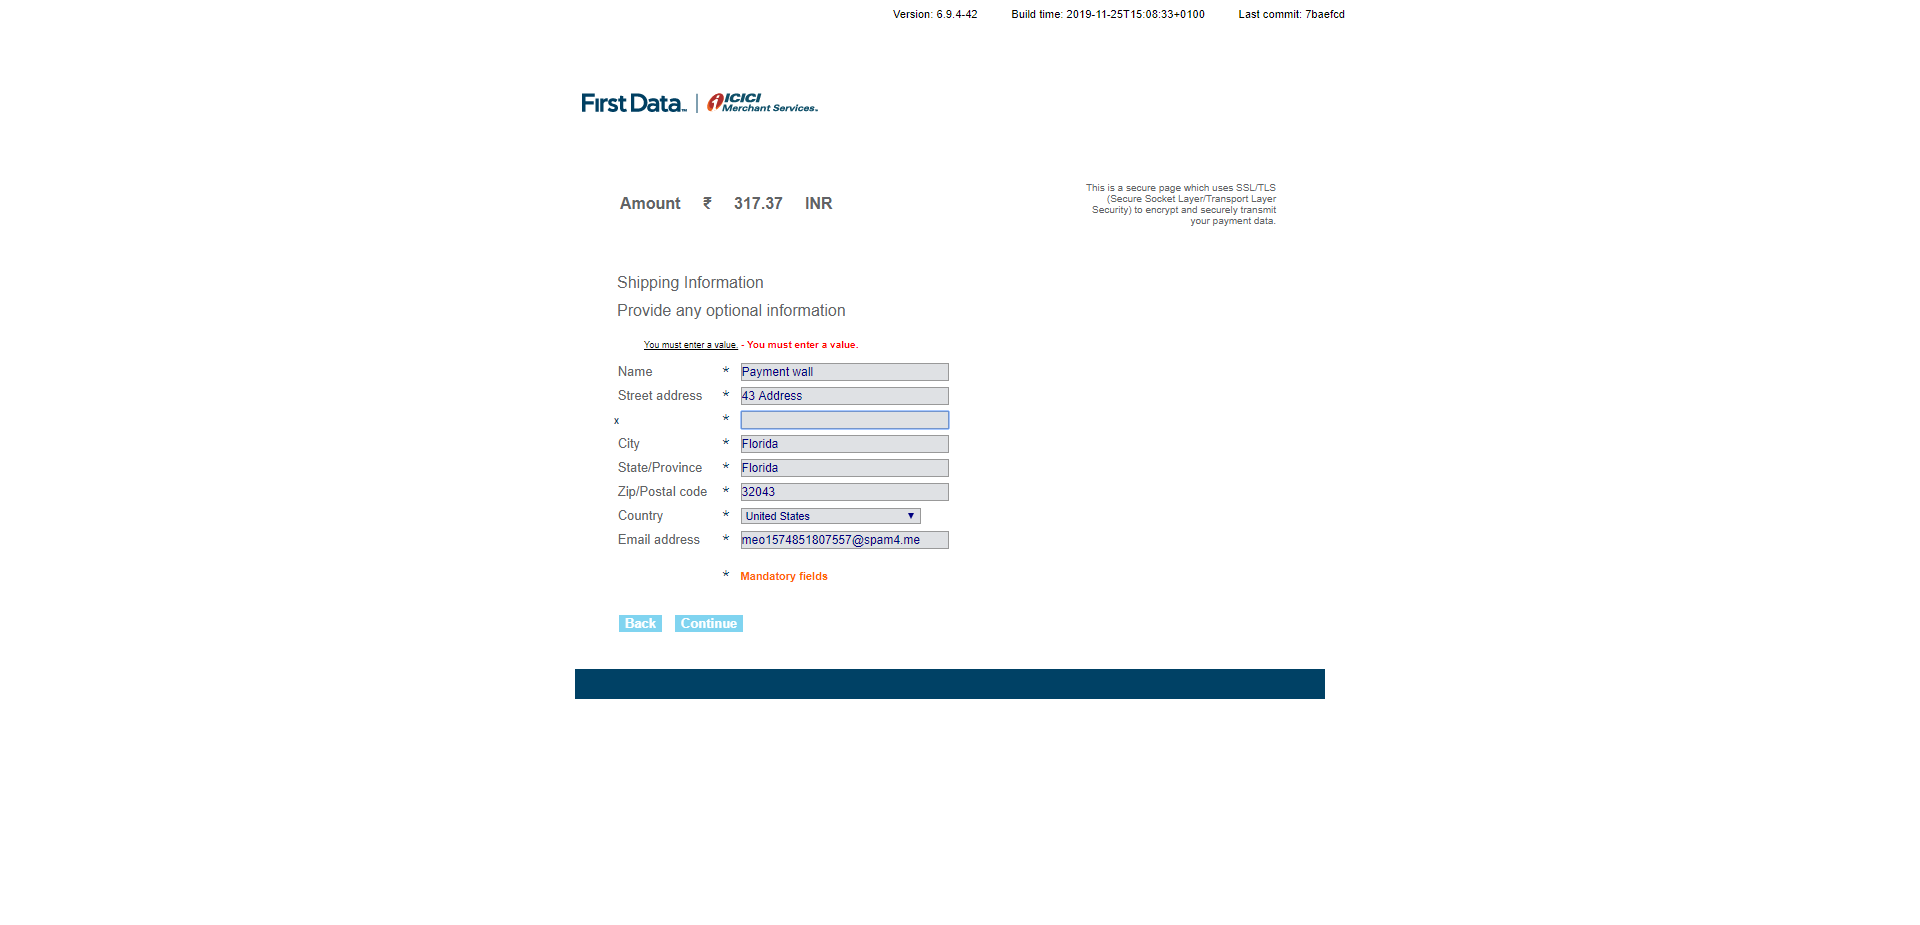 Version: 6.9.4-42 Build time: 2019-11-25T15:08:33+0100 Last commit: 7baefcd
First Data™ | ICICI Merchant Services™
Amount ₹ 317.37 INR
This is a secure page which uses SSL/TLS
(Secure Socket Layer/Transport Layer
Security) to encrypt and securely transmit
your payment data.
Shipping Information
Provide any optional information
You must enter a value. - You must enter a value.
Name * Payment wall
Street address * 43 Address
x *
City * Florida
State/Province * Florida
Zip/Postal code * 32043
Country * United States
Email address * meo1574851807557@spam4.me
* Mandatory fields
Back Continue